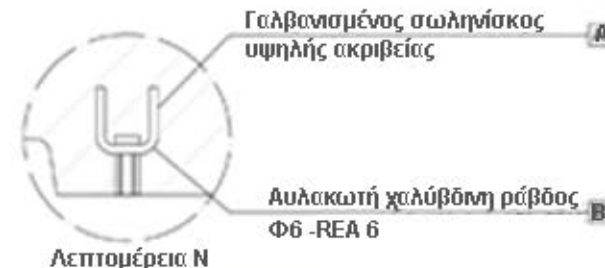 Γαλβανισμένος σωληνίσκος
υψηλής ακριβείας
A
Αυλακωτή χαλύβδινη ράβδος
Φ6 -REA 6
B
Λεπτομέρεια N